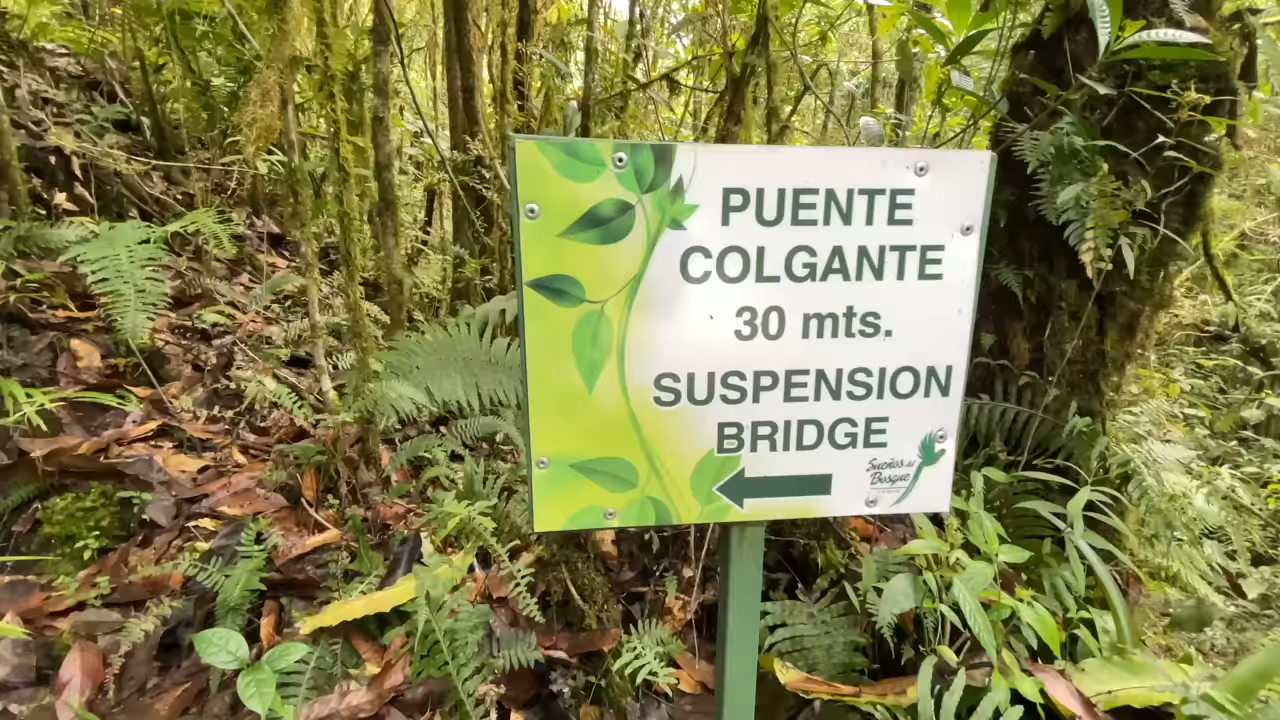 PUENTE
COLGANTE
30 mts.
SUSPENSION
BRIDGE
Sueños del
Bosque